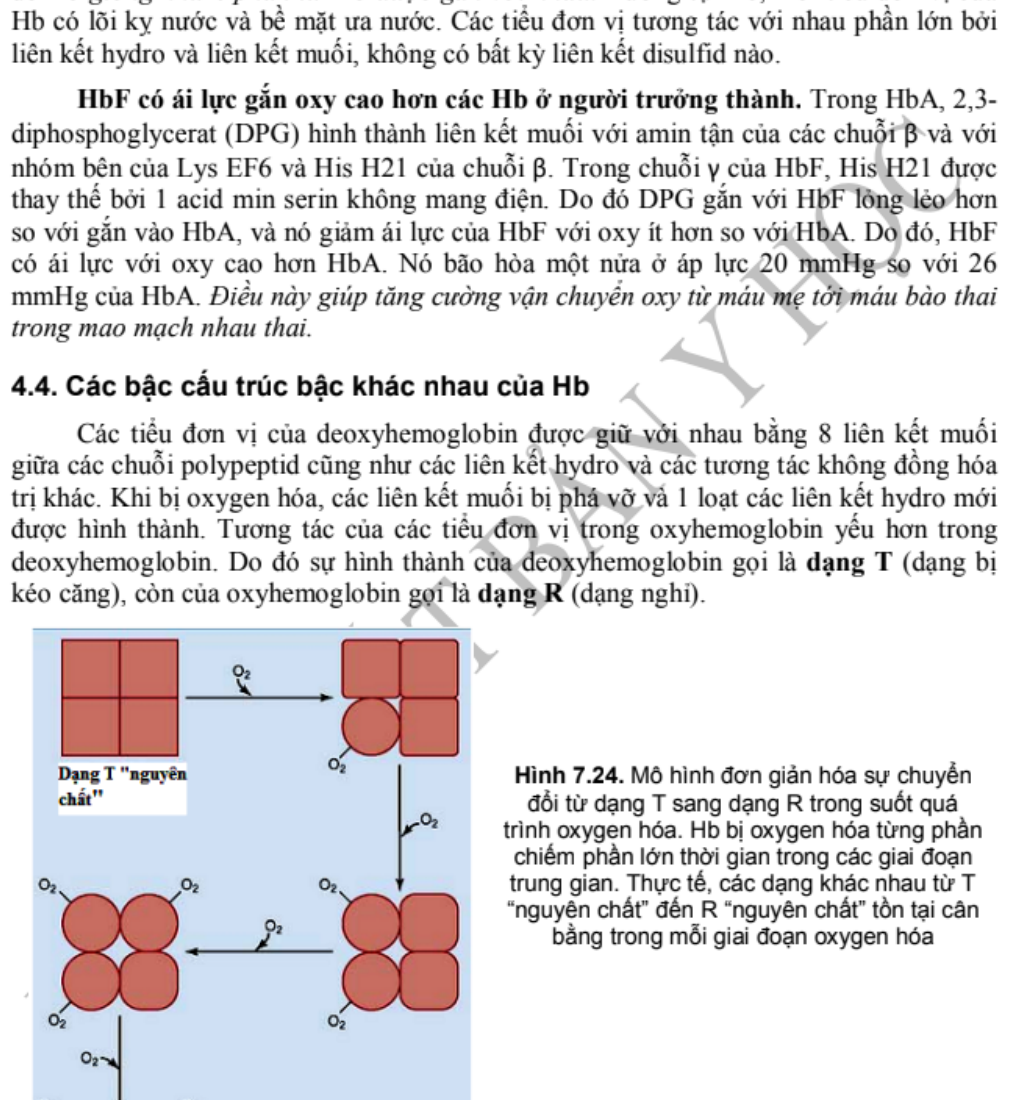 Hb có lõi kỵ nước và bề mặt ưa nước. Các tiểu đơn vị tương tác với nhau phần lớn bởi
liên kết hydro và liên kết muối, không có bất kỳ liên kết disulfid nào.
HbF có ái lực gắn oxy cao hơn các Hb ở người trưởng thành. Trong HbA, 2,3-
diphosphoglycerat (DPG) hình thành liên kết muối với amin tận của các chuỗi β và với
nhóm bên của Lys EF6 và His H21 của chuỗi β. Trong chuỗi γ của HbF, His H21 được
thay thế bởi 1 acid min serin không mang điện. Do đó DPG gắn với HbF lỏng lẻo hơn
so với gắn vào HbA, và nó giảm ái lực của HbF với oxy ít hơn so với HbA. Do đó, HbF
có ái lực với oxy cao hơn HbA. Nó bão hòa một nửa ở áp lực 20 mmHg so với 26
mmHg của HbA. Điều này giúp tăng cường vận chuyển oxy từ máu mẹ tới máu bào thai
trong mao mạch nhau thai.
4.4. Các bậc cấu trúc bậc khác nhau của Hb
Các tiểu đơn vị của deoxyhemoglobin được giữ với nhau bằng 8 liên kết muối
giữa các chuỗi polypeptid cũng như các liên kết hydro và các tương tác không đồng hóa
trị khác. Khi bị oxygen hóa, các liên kết muối bị phá vỡ và 1 loạt các liên kết hydro mới
được hình thành. Tương tác của các tiểu đơn vị trong oxyhemoglobin yếu hơn trong
deoxyhemoglobin. Do đó sự hình thành của deoxyhemoglobin gọi là dạng T (dạng bị
kéo căng), còn của oxyhemoglobin gọi là dạng R (dạng nghỉ).
O₂
O₂
Dạng T "nguyên
chất"
O₂
O₂
O₂
O₂
O₂
O₂
O₂
O₂
Hình 7.24. Mô hình đơn giản hóa sự chuyển
đổi từ dạng T sang dạng R trong suốt quá
trình oxygen hóa. Hb bị oxygen hóa từng phần
chiếm phần lớn thời gian trong các giai đoạn
trung gian. Thực tế, các dạng khác nhau từ T
“nguyên chất” đến R “nguyên chất” tồn tại cân
bằng trong mỗi giai đoạn oxygen hóa